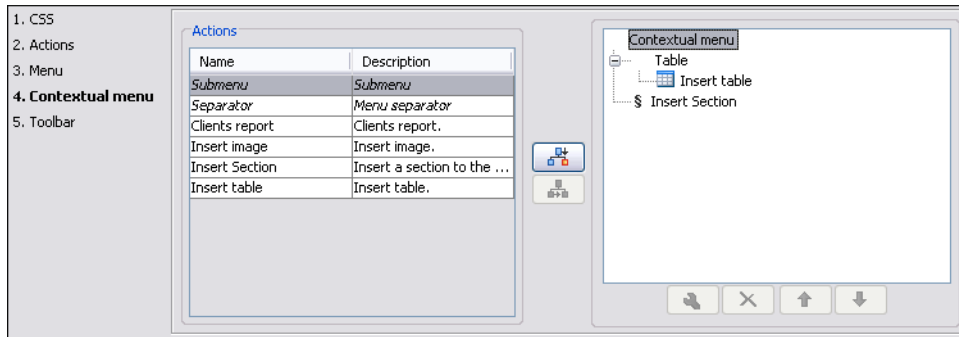 1. CSS
2. Actions
3. Menu
4. Contextual menu
5. Toolbar
Actions
Name Description
Submenu Submenu
Separator Menu separator
Clients report Clients report.
Insert image Insert image.
Insert Section Insert a section to the ...
Insert table Insert table.
Contextual menu
Table
Insert table
§ Insert Section